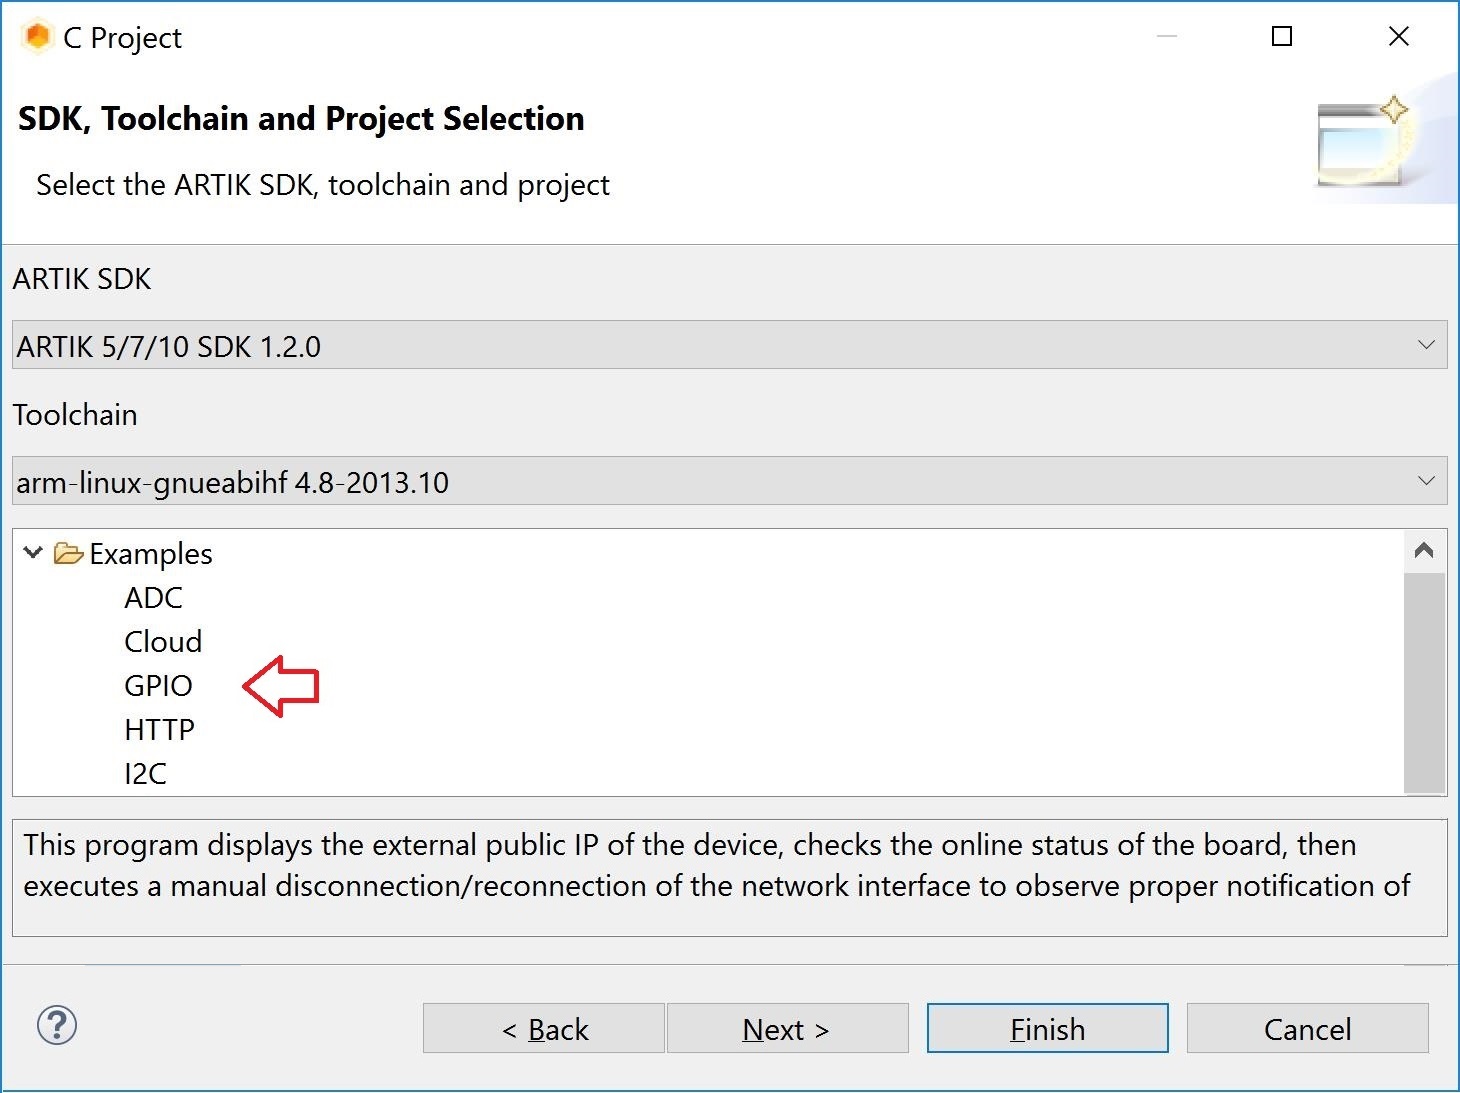 C Project
SDK, Toolchain and Project Selection
Select the ARTIK SDK, toolchain and project
ARTIK SDK
ARTIK 5/7/10 SDK 1.2.0
Toolchain
arm-linux-gnueabihf 4.8-2013.10
Examples
ADC
Cloud
GPIO
HTTP
I2C
This program displays the external public IP of the device, checks the online status of the board, then
executes a manual disconnection/reconnection of the network interface to observe proper notification of
? < Back Next > Finish Cancel